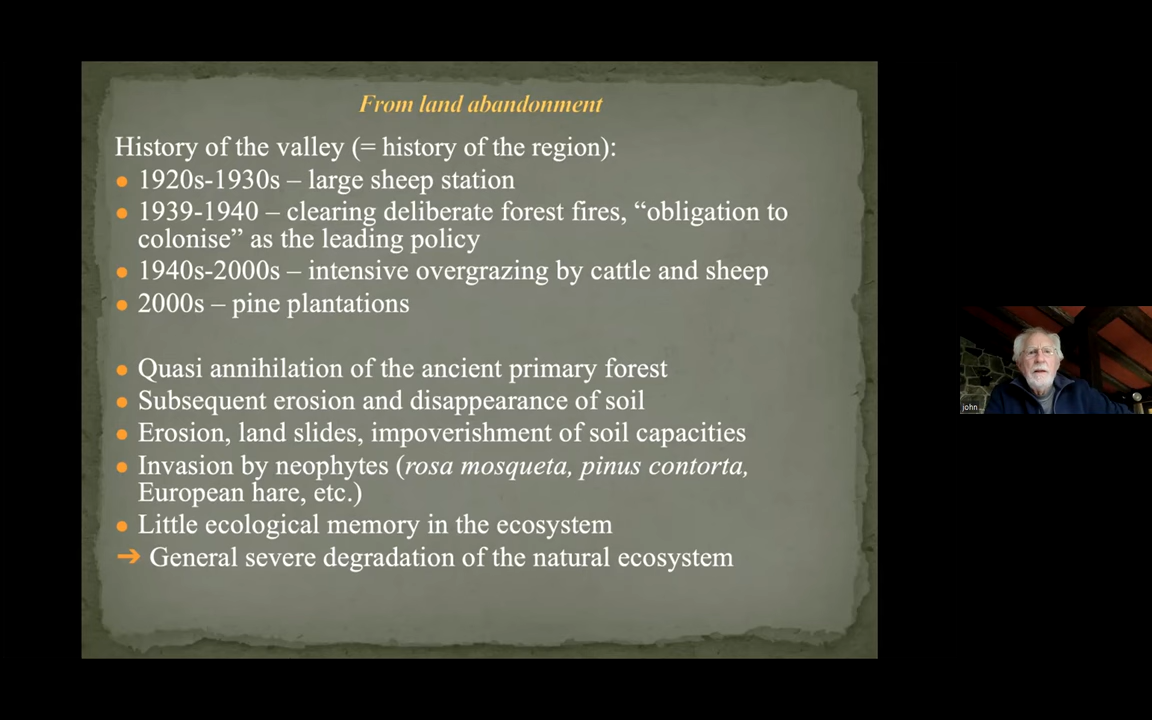 From land abandonment
History of the valley (= history of the region):
● 1920s-1930s – large sheep station
● 1939-1940 – clearing deliberate forest fires, “obligation to
colonise” as the leading policy
● 1940s-2000s – intensive overgrazing by cattle and sheep
● 2000s – pine plantations
● Quasi annihilation of the ancient primary forest
● Subsequent erosion and disappearance of soil
● Erosion, land slides, impoverishment of soil capacities
● Invasion by neophytes (rosa mosqueta, pinus contorta,
European hare, etc.)
● Little ecological memory in the ecosystem
➔ General severe degradation of the natural ecosystem
john